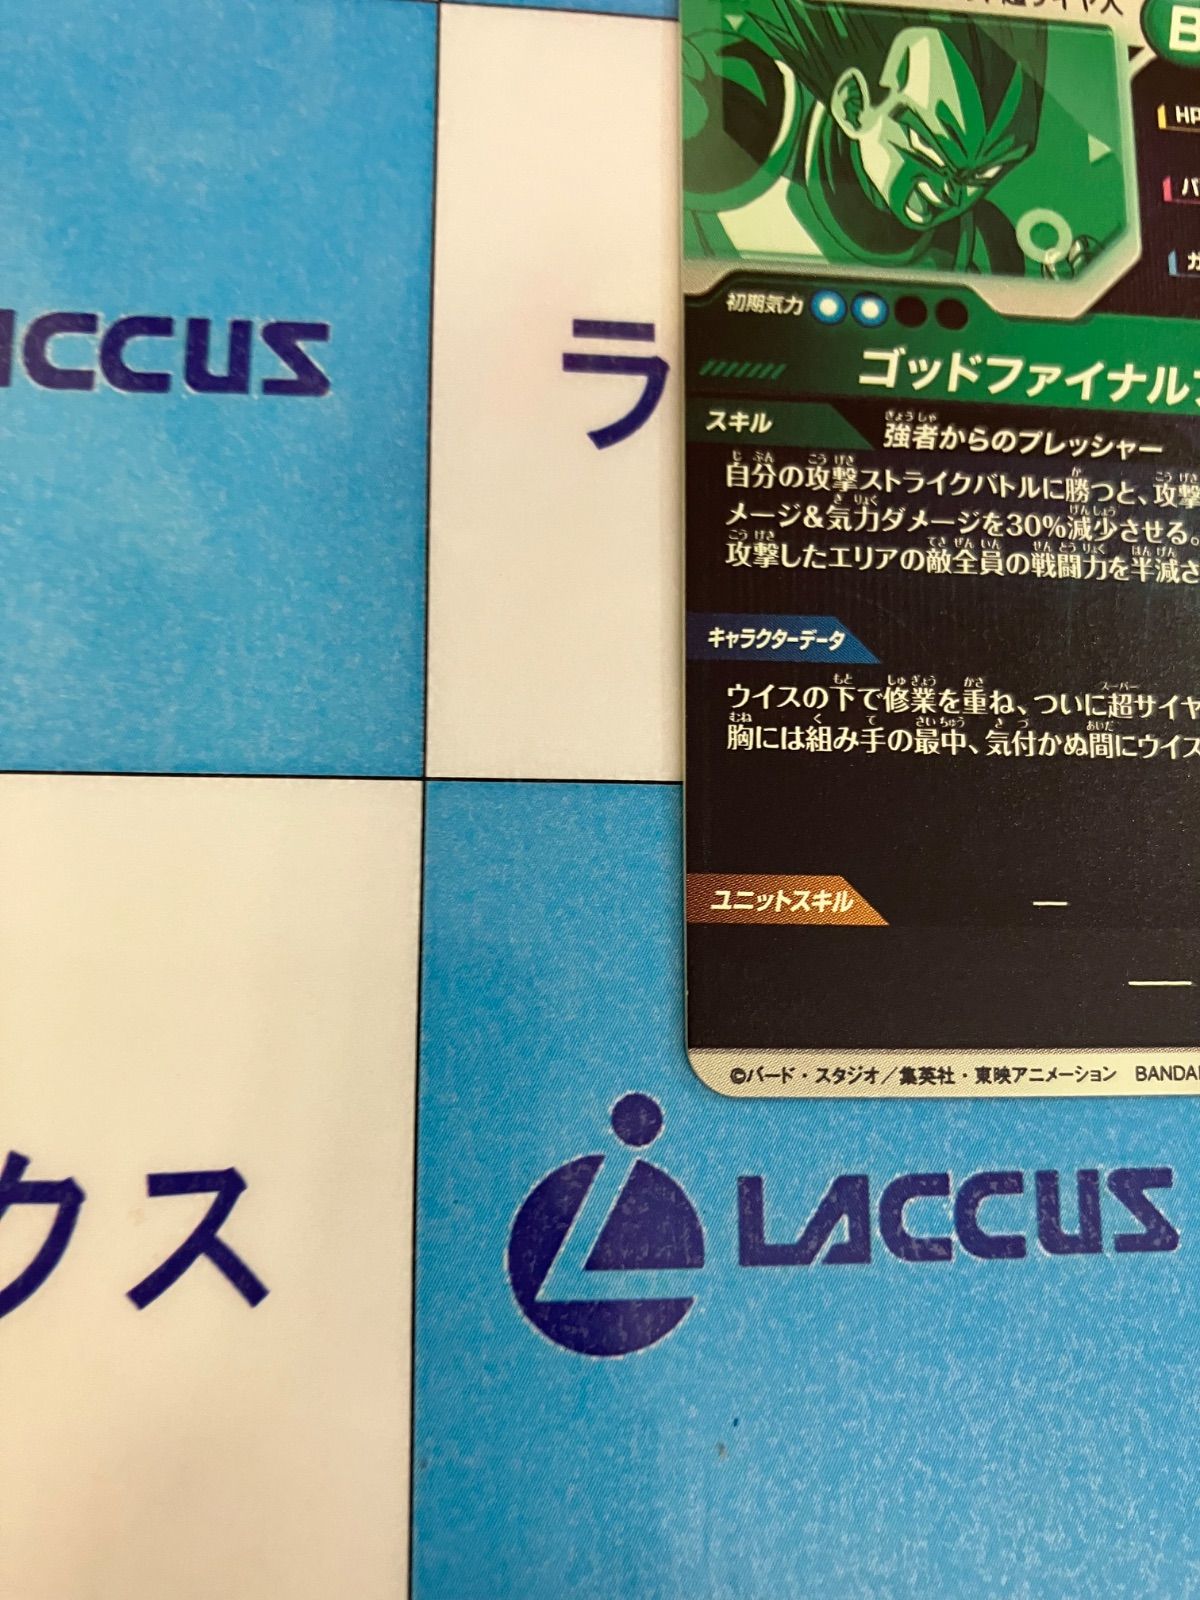 超サイヤ人
HP
初期気力
ゴッドファイナル
スキル
強者からのプレッシャー
自分の攻撃ストライクバトルに勝つと、攻撃
メージ&気力ダメージを30%減少させる。
攻撃したエリアの敵全員の戦闘力を半減さ
キャラクターデータ
ウイスの下で修業を重ね、ついに超サイヤ
胸には組み手の最中、気付かぬ間にウイス
ユニットスキル
—
©バード・スタジオ/集英社・東映アニメーション BANDAI
ACCUS
ラ
クス
LACCUS